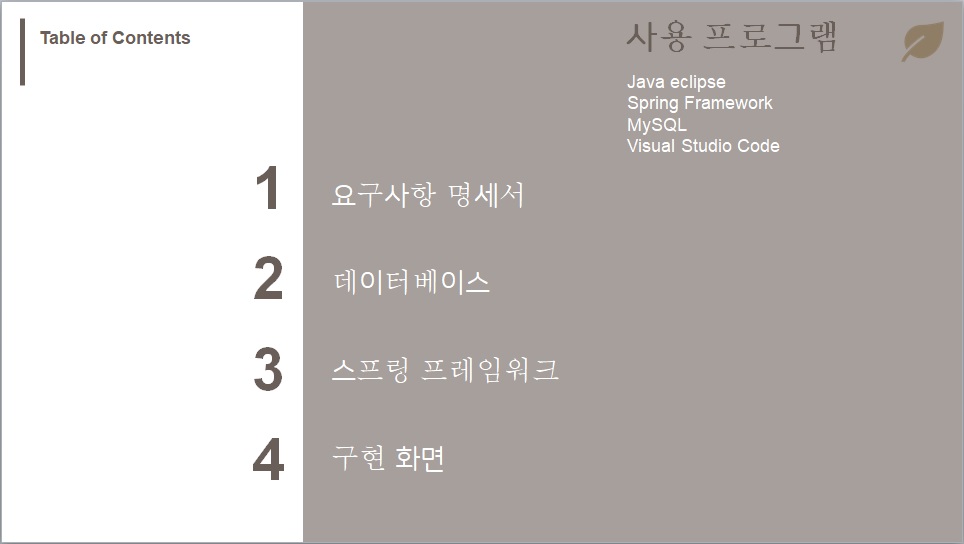 Table of Contents
사용 프로그램
Java eclipse
Spring Framework
MySQL
Visual Studio Code
1 요구사항 명세서
2 데이터베이스
3 스프링 프레임워크
4 구현 화면